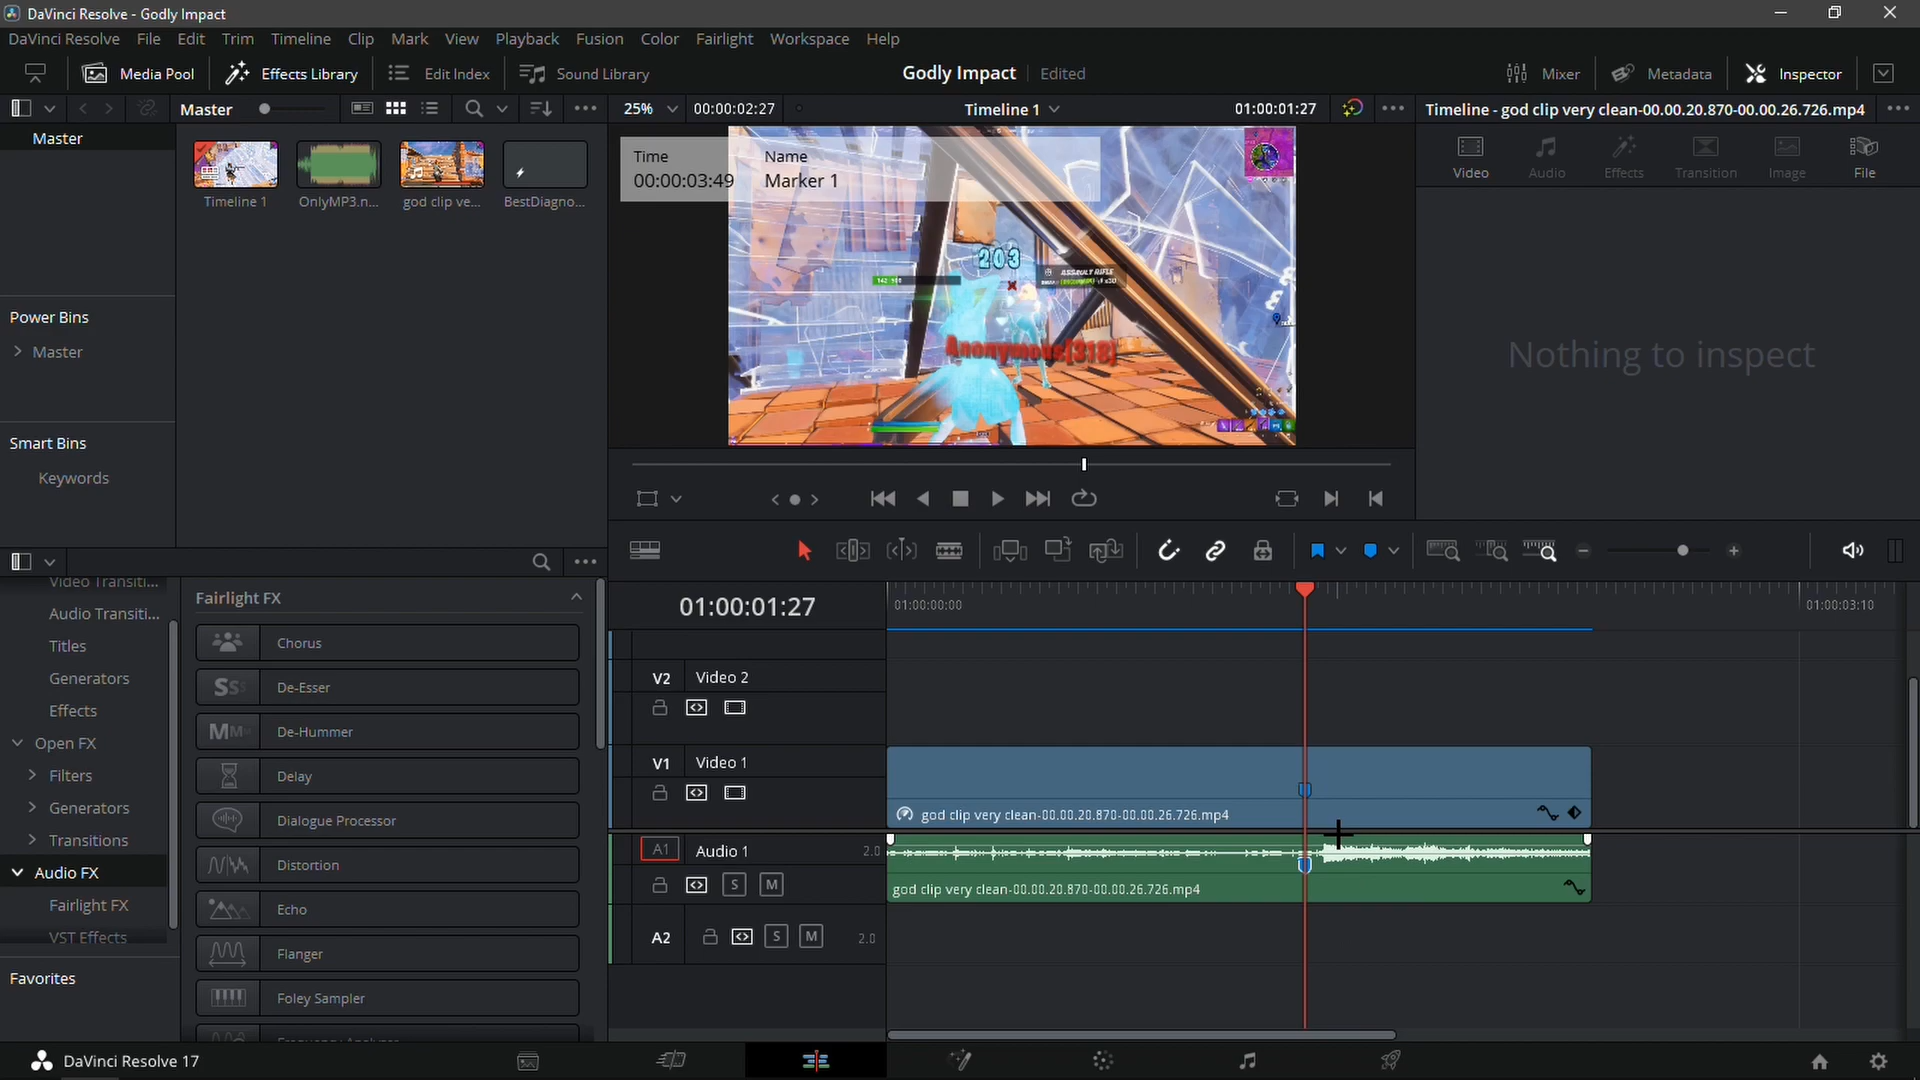 DaVinci Resolve - Godly Impact
DaVinci Resolve File Edit Trim Timeline Clip Mark View Playback Fusion Color Fairlight Workspace Help
Media Pool Effects Library Edit Index Sound Library Godly Impact Edited Mixer Metadata Inspector
Master 25% 00:00:02:27 Timeline 1 01:00:01:27 Timeline - god clip very clean-00.00.20.870-00.00.26.726.mp4
Master
Timeline 1 OnlyMP3.n... god clip ve... BestDiagno...
Time Name
00:00:03:49 Marker 1
203
ASSAULT RIFLE
Anonymous[318]
Video Audio Effects Transition Image File
Nothing to inspect
Power Bins
Master
Smart Bins
Keywords
Video Transiti...
Audio Transiti...
Titles
Generators
Effects
Open FX
Filters
Generators
Transitions
Audio FX
Fairlight FX
VST Effects
Favorites
Fairlight FX
Chorus
De-Esser
De-Hummer
Delay
Dialogue Processor
Distortion
Echo
Flanger
Foley Sampler
01:00:01:27 01:00:00:00 01:00:03:10
V2 Video 2
V1 Video 1
god clip very clean-00.00.20.870-00.00.26.726.mp4
A1 Audio 1 2.0
S M
god clip very clean-00.00.20.870-00.00.26.726.mp4
A2 S M 2.0
DaVinci Resolve 17